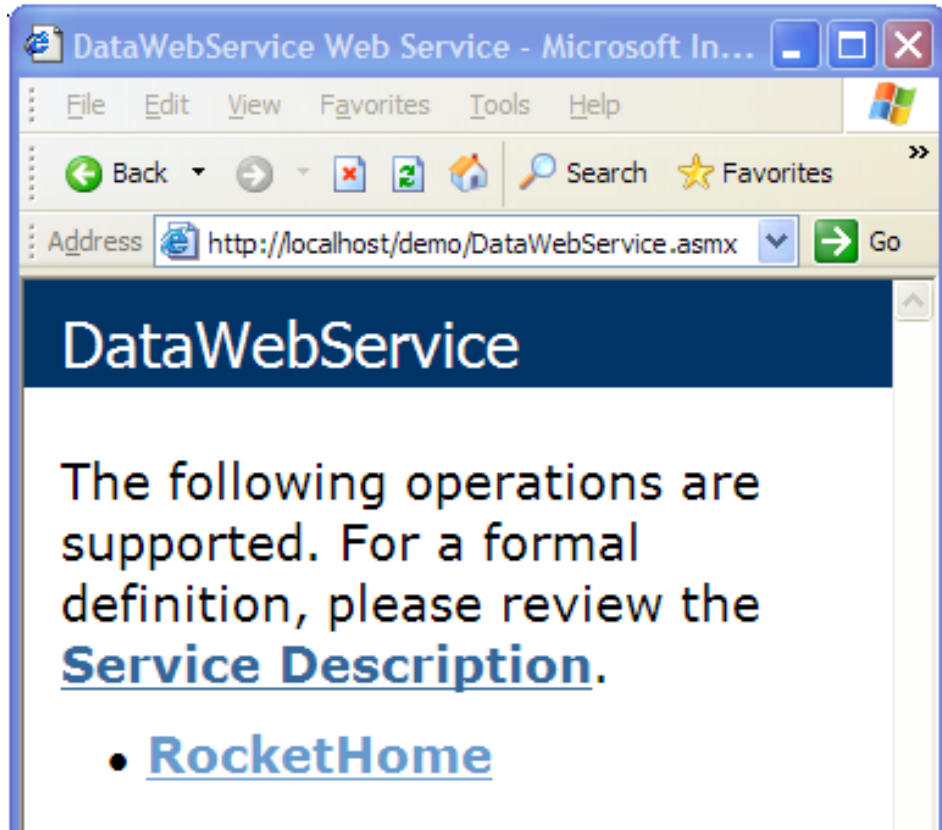 DataWebService Web Service - Microsoft In...
File Edit View Favorites Tools Help
Back Search Favorites »
Address http://localhost/demo/DataWebService.asmx Go
DataWebService
The following operations are
supported. For a formal
definition, please review the
Service Description.
• RocketHome